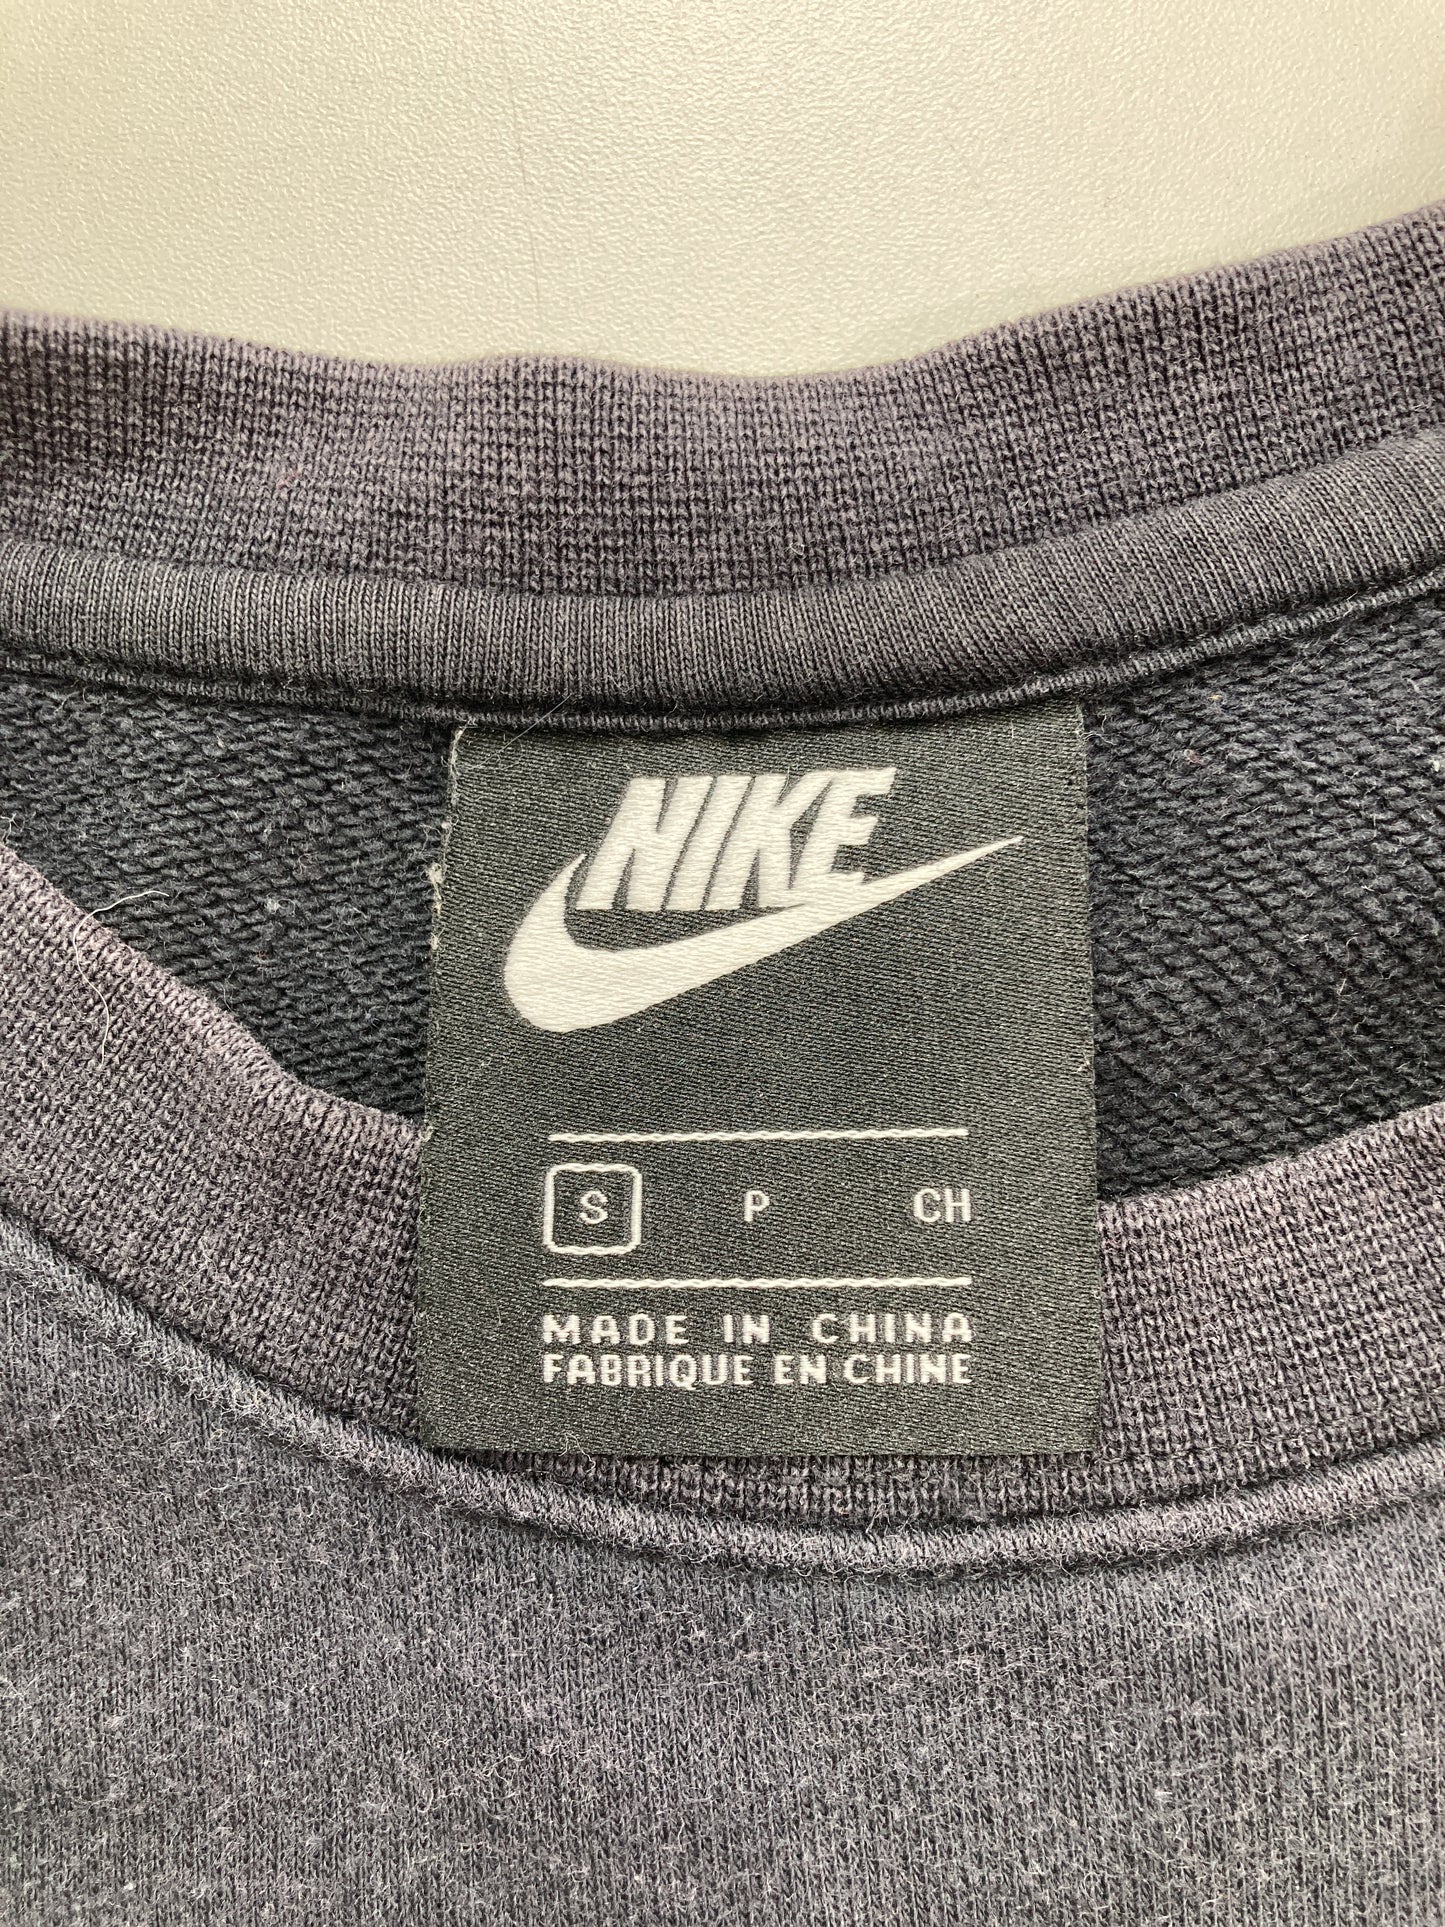 NIKE
S P CH
MADE IN CHINA
FABRIQUE EN CHINE